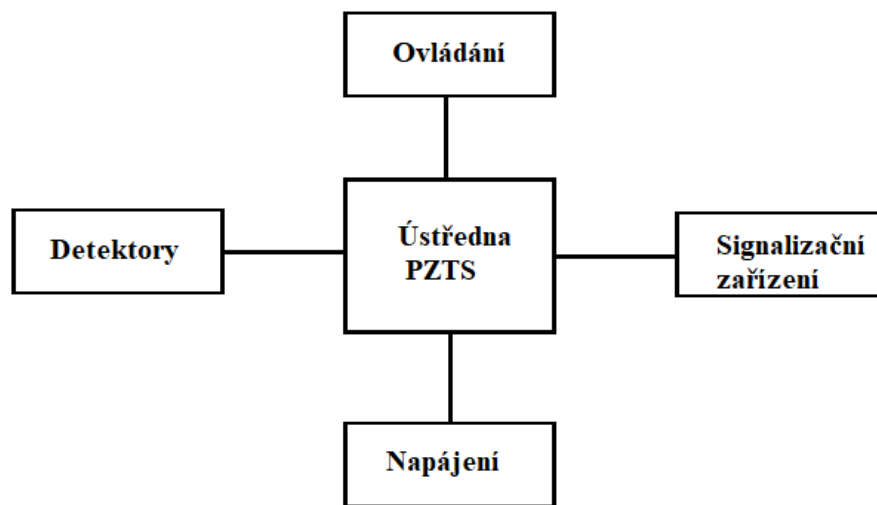 Ovládání
Detektory
Ústředna
PZTS
Signalizační
zařízení
Napájení